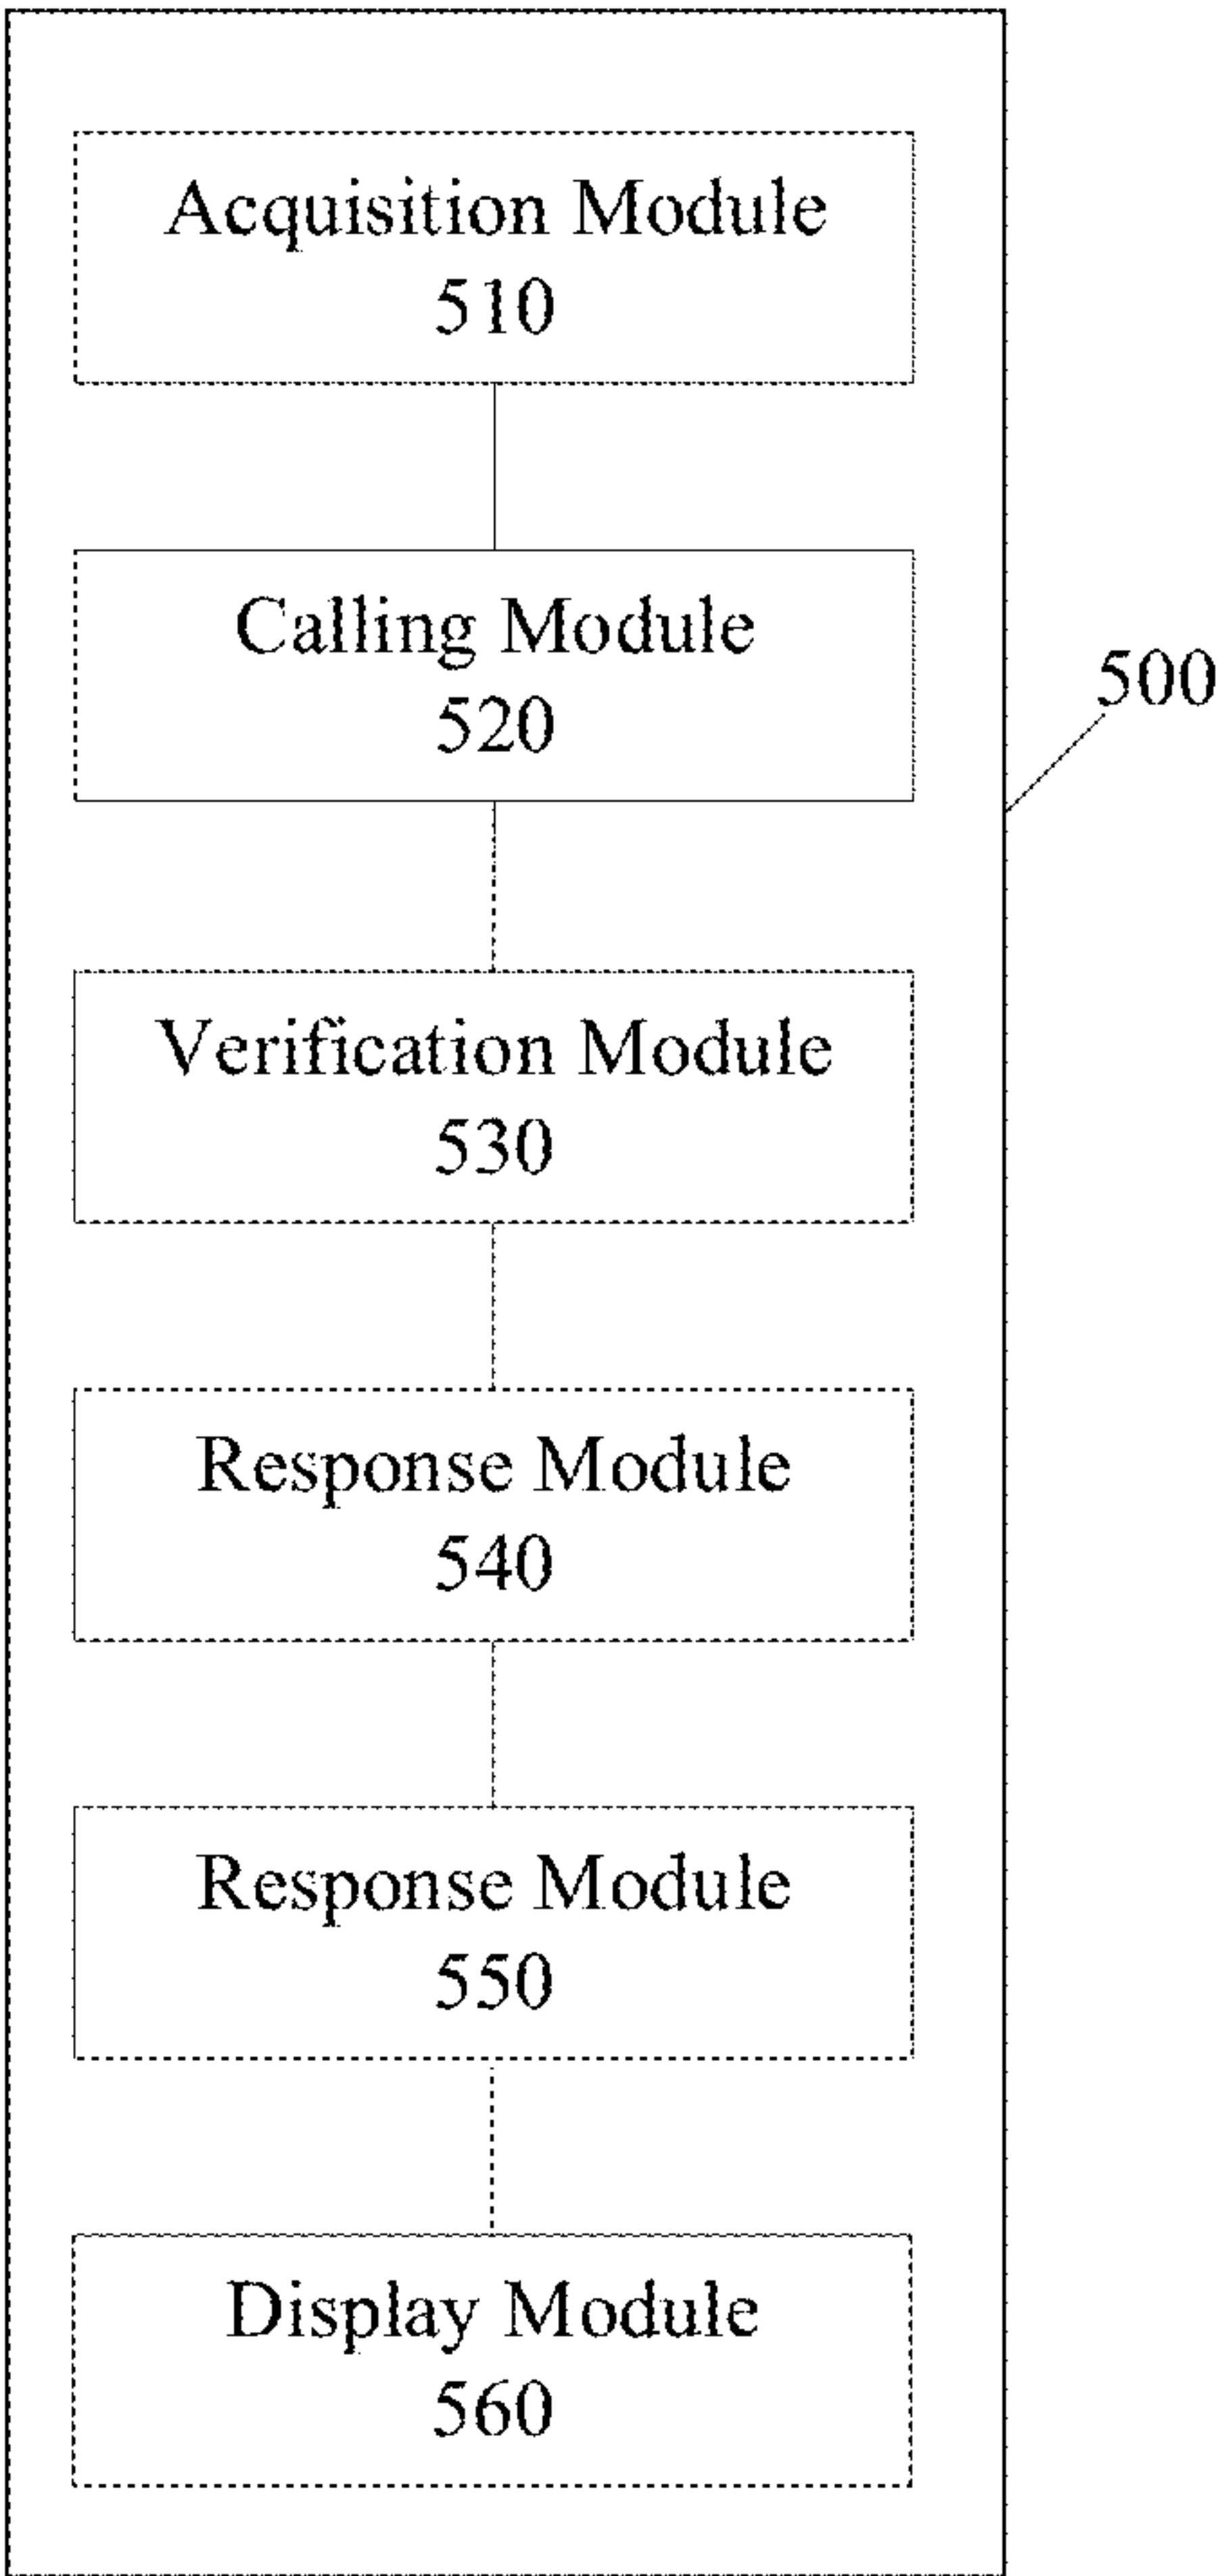 Acquisition Module
510
Calling Module
520
500
Verification Module
530
Response Module
540
Response Module
550
Display Module
560